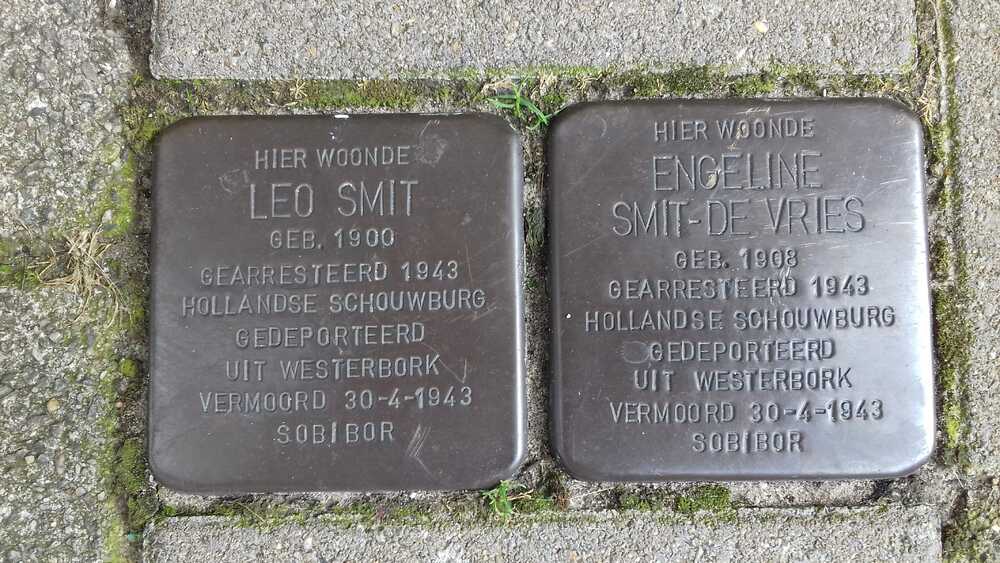 HIER WOONDE
LEO SMIT
GEB. 1900
GEARRESTEERD 1943
HOLLANDSE SCHOUWBURG
GEDEPORTEERD
UIT WESTERBORK
VERMOORD 30-4-1943
SOBIBOR
HIER WOONDE
ENGELINE
SMIT-DE VRIES
GEB. 1908
GEARRESTEERD 1943
HOLLANDSE SCHOUWBURG
GEDEPORTEERD
UIT WESTERBORK
VERMOORD 30-4-1943
SOBIBOR